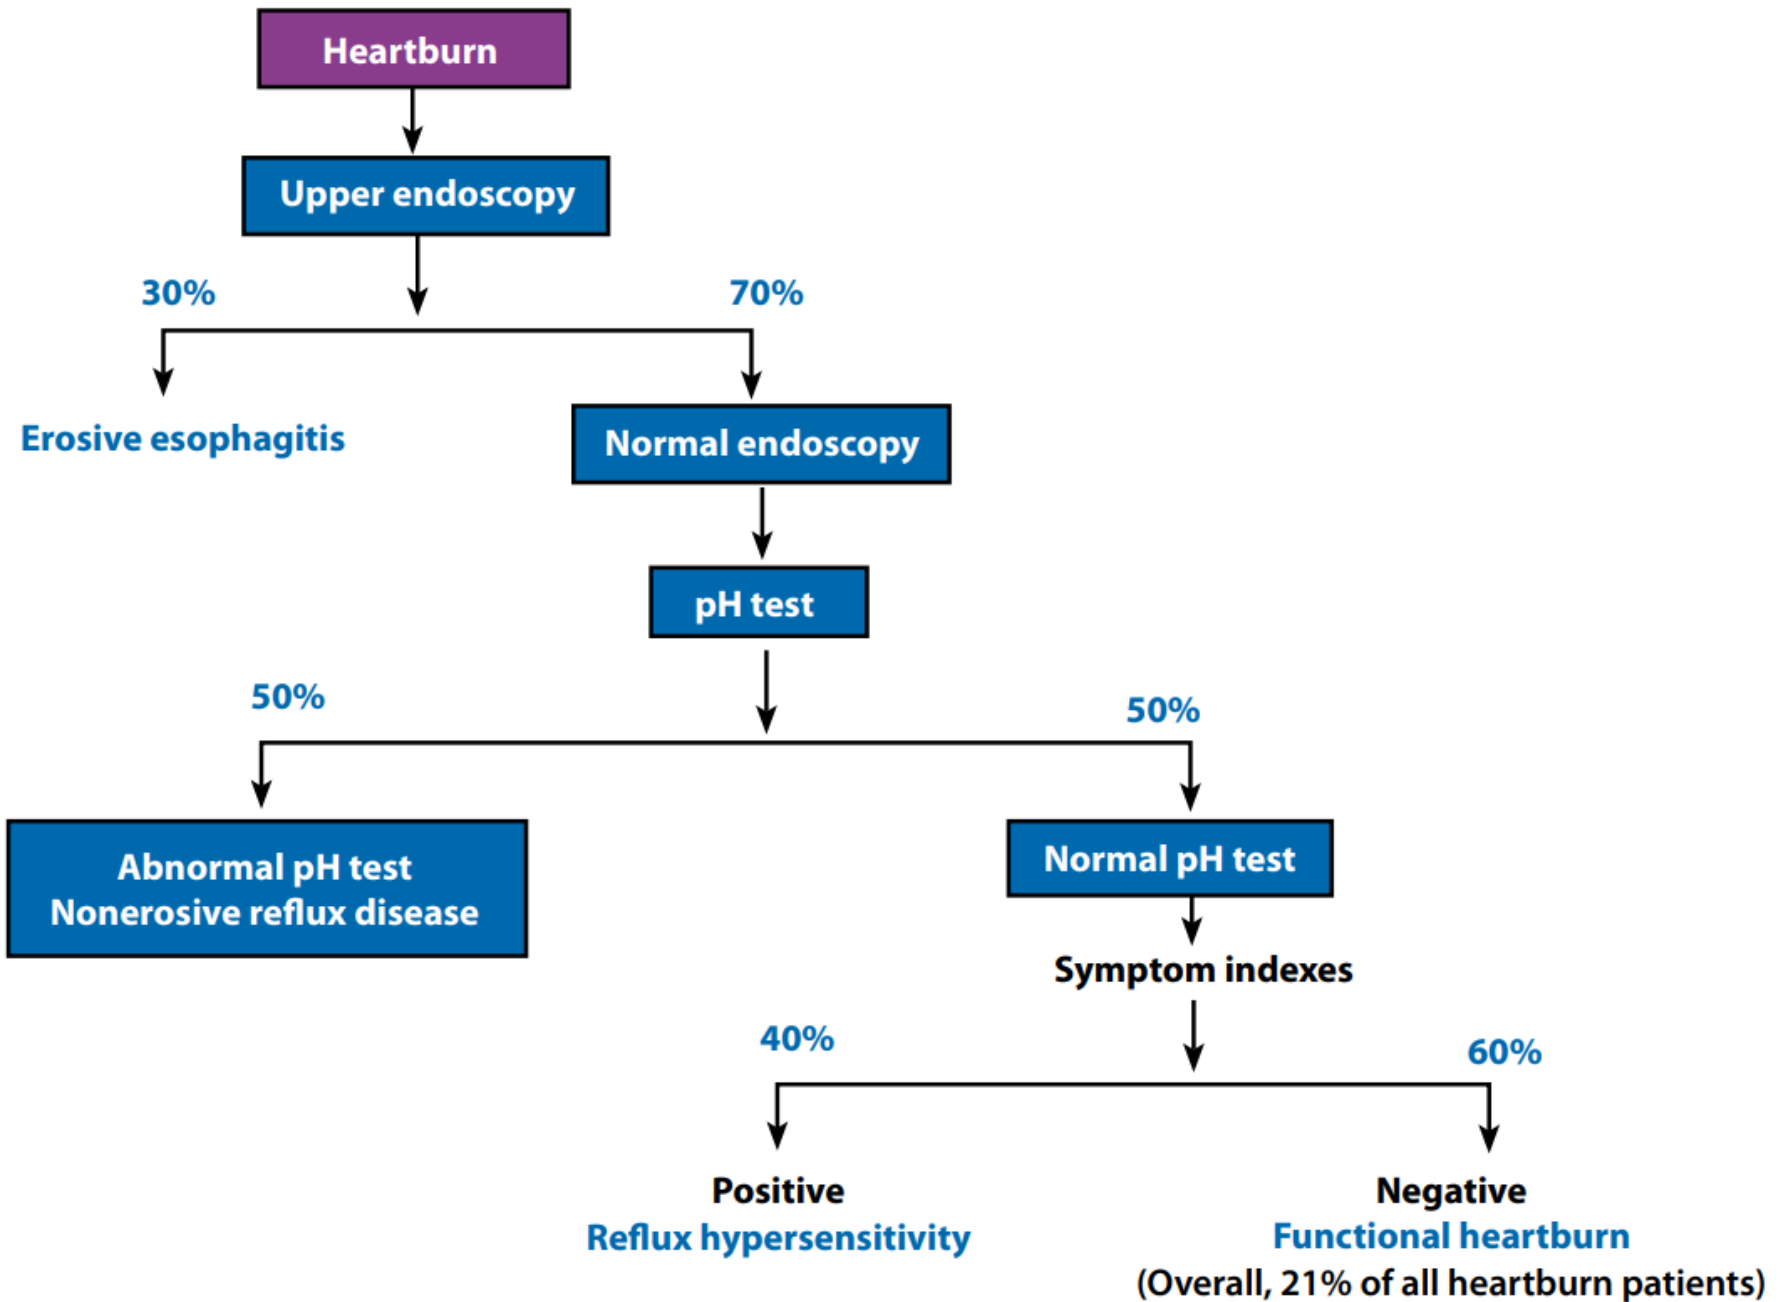 Heartburn
Upper endoscopy
30%
70%
Erosive esophagitis
Normal endoscopy
pH test
50%
50%
Abnormal pH test
Nonerosive reflux disease
Normal pH test
Symptom indexes
40%
60%
Positive
Reflux hypersensitivity
Negative
Functional heartburn
(Overall, 21% of all heartburn patients)